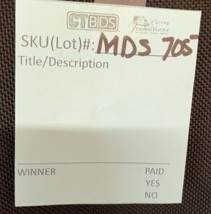 GTBIDS
SKU(Lot)#: MDS 705
Title/Description
WINNER PAID
YES
NO